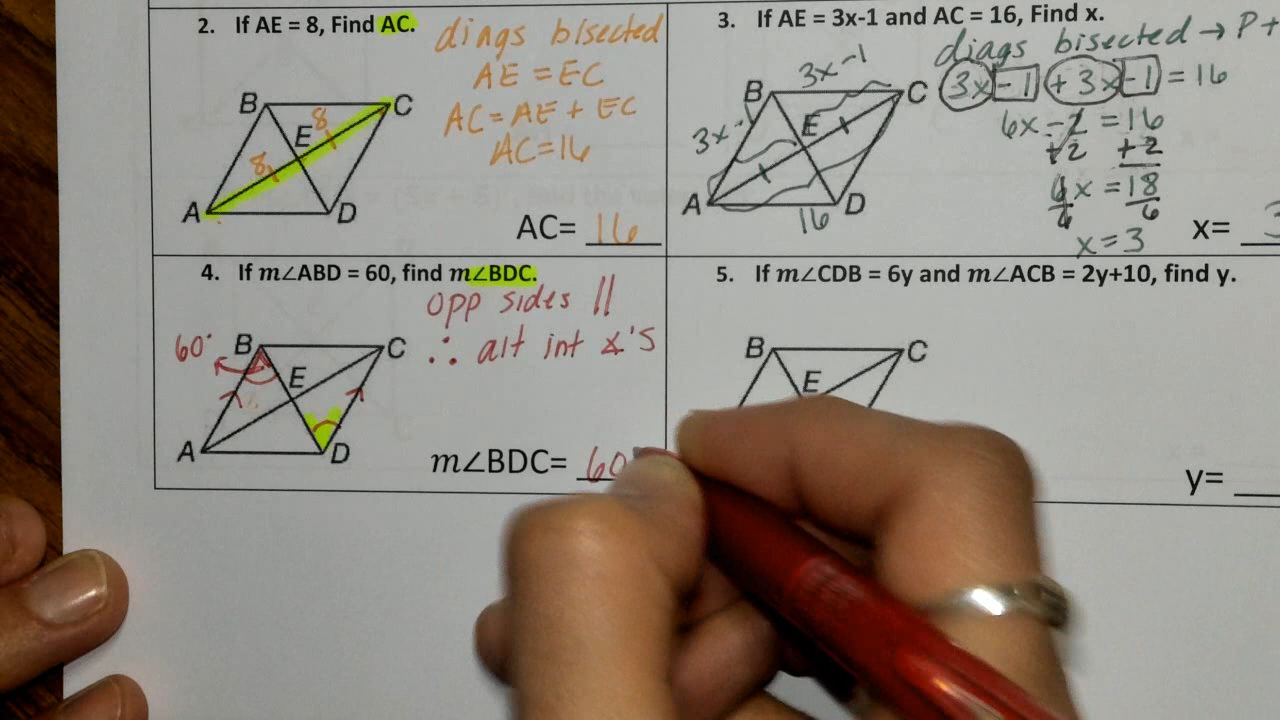 2. If AE = 8, Find AC.
diags bisected
AE = EC
AC = AE + EC
AC = 16
B
C
8
E
8
A
D
AC= 16
3. If AE = 3x-1 and AC = 16, Find x.
diags bisected → P+
3x -1 + 3x -1 = 16
6x - 2 = 16
+2 +2
6x = 18
6 6
x = 3
3x -1
B
C
3x -
E
A
D
16
x= 3
4. If m∠ABD = 60, find m∠BDC.
opp sides ||
∴ alt int ∡'s
60°
B
C
E
A
D
m∠BDC= 60
5. If m∠CDB = 6y and m∠ACB = 2y+10, find y.
B
C
E
y=